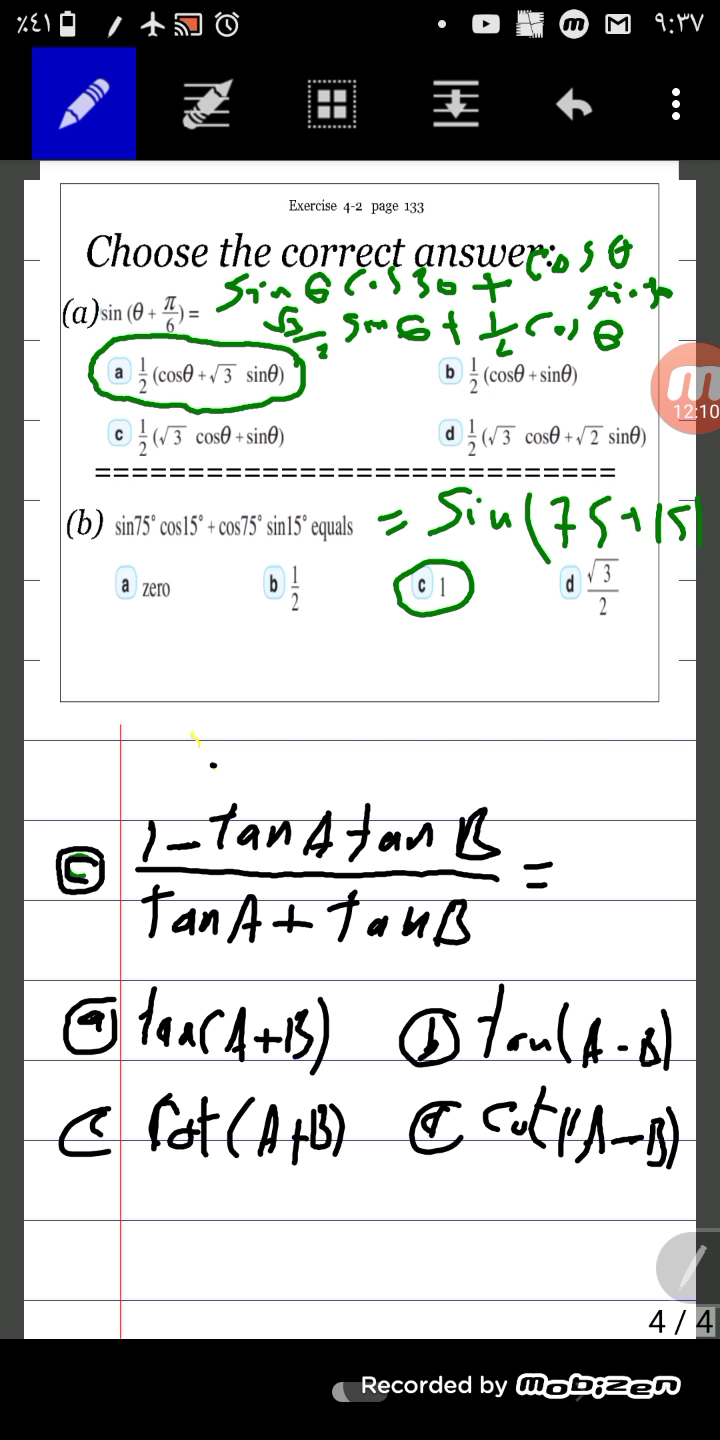 ٪٤١ ٩:٣٧
Exercise 4-2 page 133
Choose the correct answer:
(a) sin (θ + π/6) = sin θ cos 30 + cos θ sin 30
√3/2 sin θ + 1/2 cos θ
a 1/2 (cosθ + √3 sinθ)
b 1/2 (cosθ + sinθ)
c 1/2 (√3 cosθ + sinθ)
d 1/2 (√3 cosθ + √2 sinθ)
12:10
==============================
(b) sin75° cos15° + cos75° sin15° equals = Sin(75+15
a zero
b 1/2
c 1
d √3/2
C (1 - tan A tan B)/(tan A + tan B) =
a tan(A+B) b tan(A-B)
c Cot(A+B) d Cot(A-B)
4 / 4
Recorded by mobizen